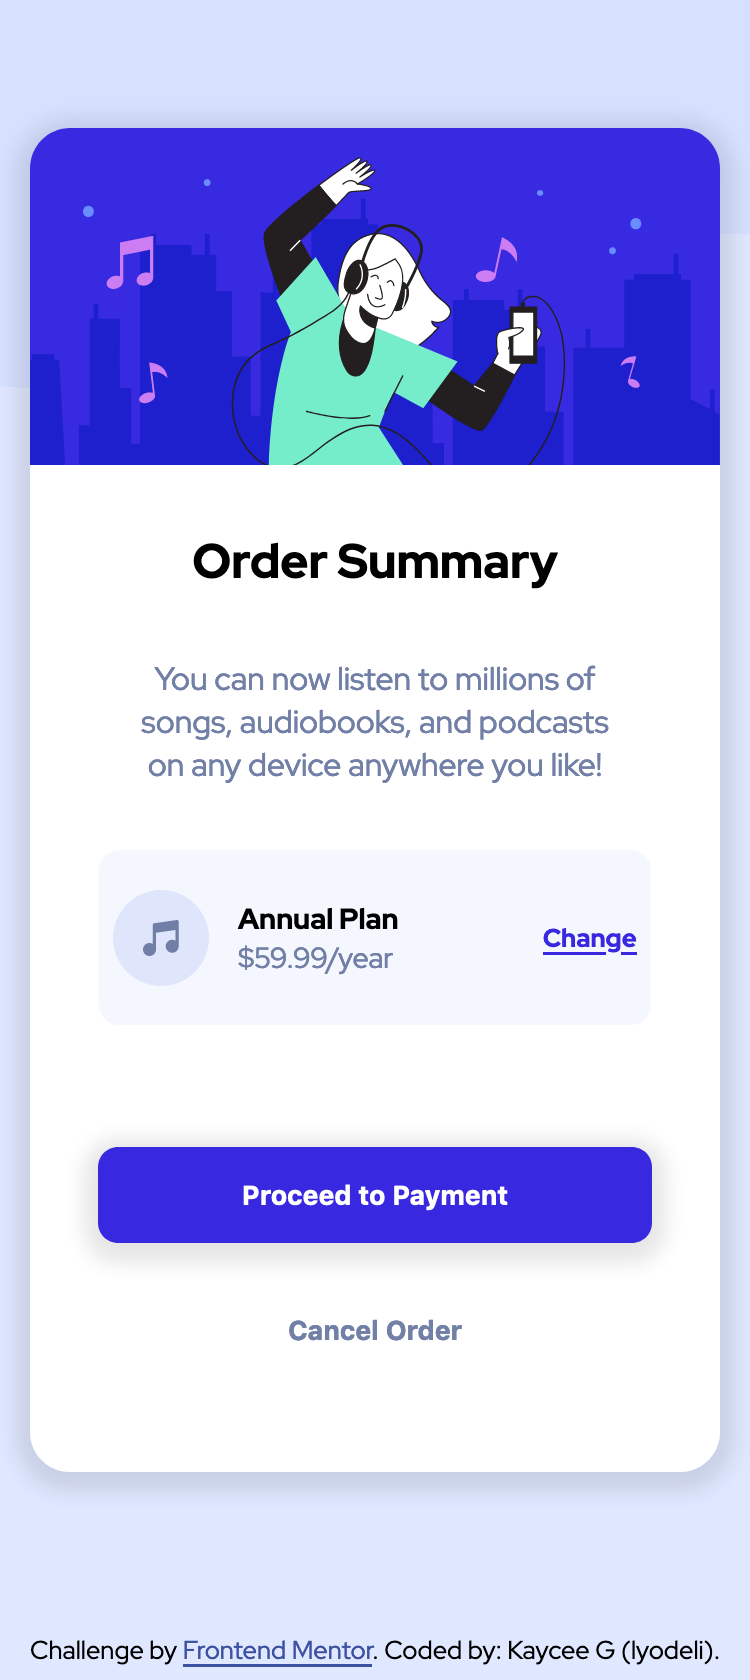 Order Summary
You can now listen to millions of
songs, audiobooks, and podcasts
on any device anywhere you like!
Annual Plan
$59.99/year
Change
Proceed to Payment
Cancel Order
Challenge by Frontend Mentor. Coded by: Kaycee G (lyodeli).